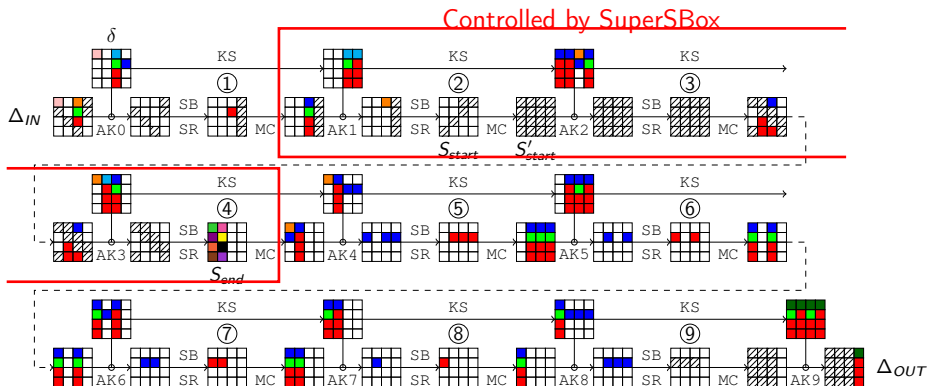 Controlled by SuperSBox
δ
KS KS KS
① ② ③
Δ_IN AK0 SB SR MC AK1 SB SR MC AK2 SB SR MC
S_start S'_start
KS KS KS
④ ⑤ ⑥
AK3 SB SR MC AK4 SB SR MC AK5 SB SR MC
S_end
KS KS KS
⑦ ⑧ ⑨
AK6 SB SR MC AK7 SB SR MC AK8 SB SR MC AK9 Δ_OUT